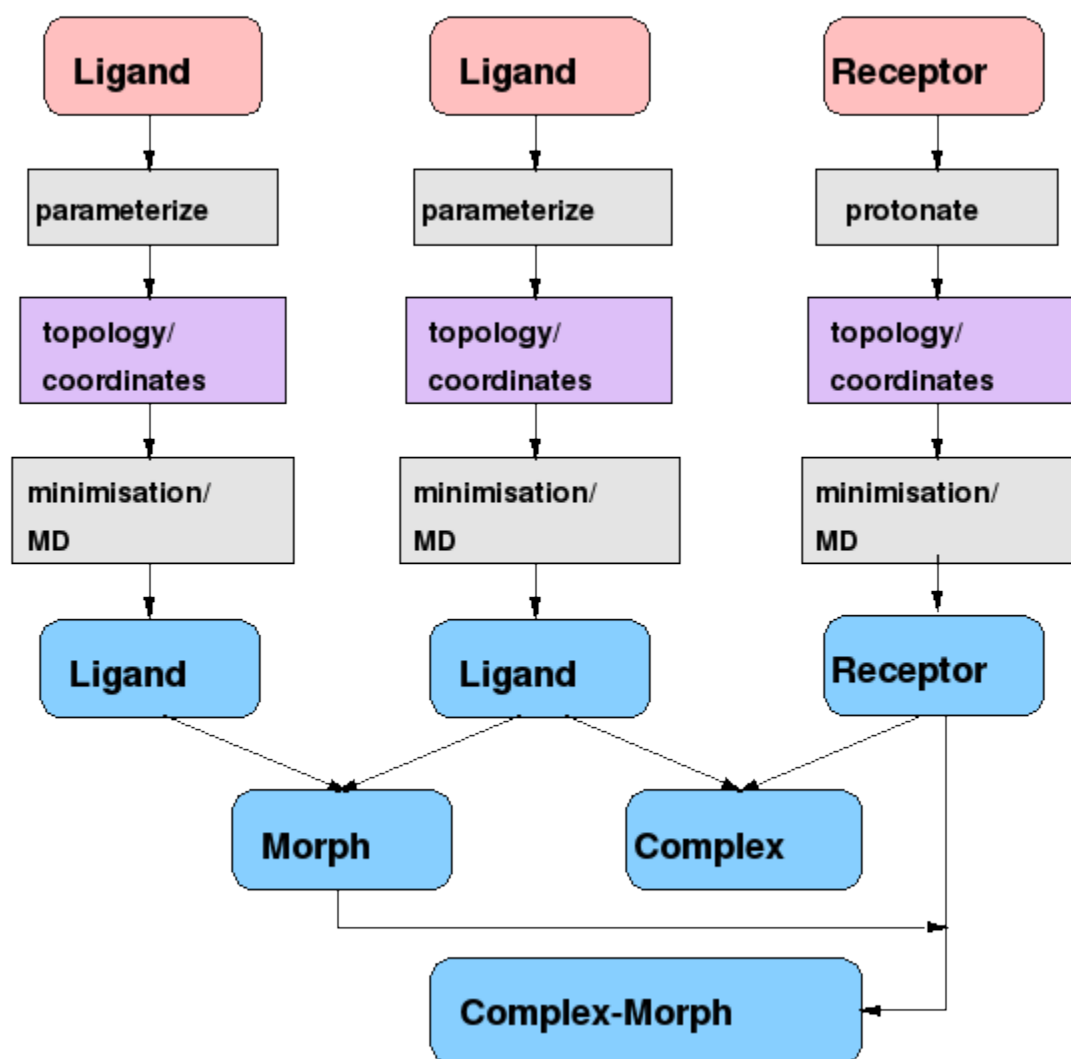 Ligand
Ligand
Receptor
parameterize
parameterize
protonate
topology/
coordinates
topology/
coordinates
topology/
coordinates
minimisation/
MD
minimisation/
MD
minimisation/
MD
Ligand
Ligand
Receptor
Morph
Complex
Complex-Morph